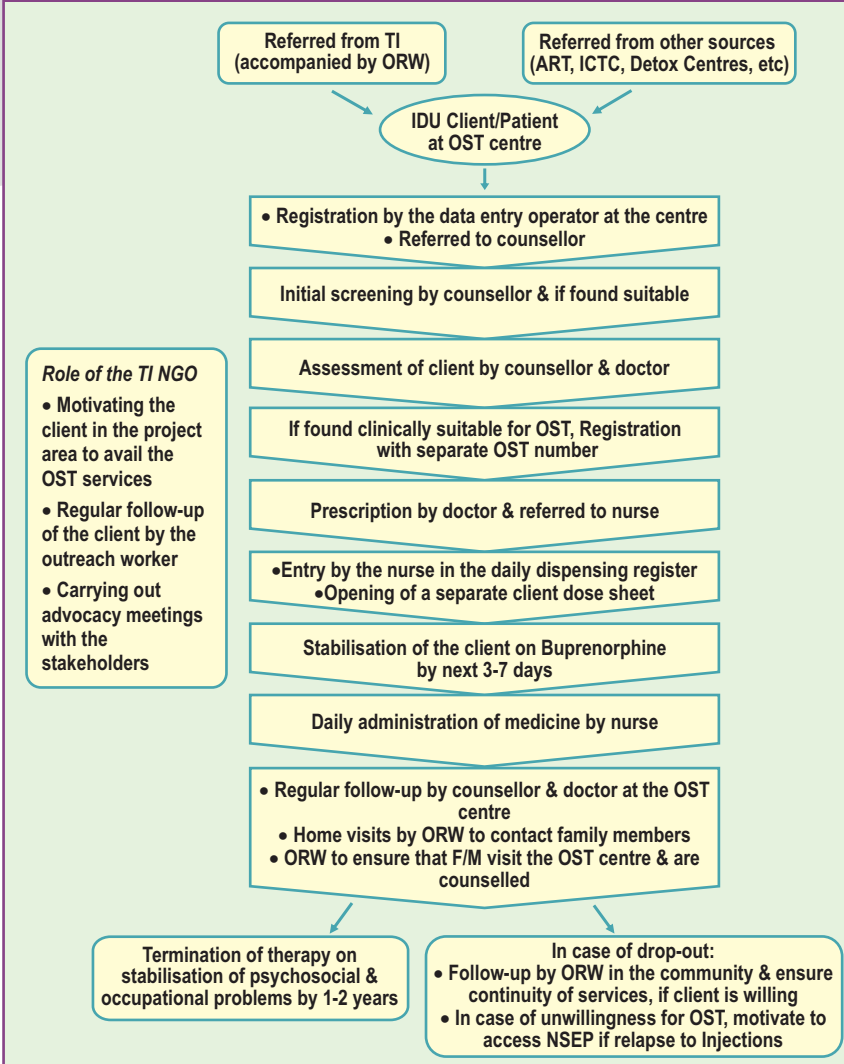 Referred from TI
(accompanied by ORW)
Referred from other sources
(ART, ICTC, Detox Centres, etc)
IDU Client/Patient
at OST centre
• Registration by the data entry operator at the centre
• Referred to counsellor
Initial screening by counsellor & if found suitable
Assessment of client by counsellor & doctor
If found clinically suitable for OST, Registration
with separate OST number
Prescription by doctor & referred to nurse
•Entry by the nurse in the daily dispensing register
•Opening of a separate client dose sheet
Stabilisation of the client on Buprenorphine
by next 3-7 days
Daily administration of medicine by nurse
• Regular follow-up by counsellor & doctor at the OST
centre
• Home visits by ORW to contact family members
• ORW to ensure that F/M visit the OST centre & are
counselled
Role of the TI NGO
• Motivating the
client in the project
area to avail the
OST services
• Regular follow-up
of the client by the
outreach worker
• Carrying out
advocacy meetings
with the
stakeholders
Termination of therapy on
stabilisation of psychosocial &
occupational problems by 1-2 years
In case of drop-out:
• Follow-up by ORW in the community & ensure
continuity of services, if client is willing
• In case of unwillingness for OST, motivate to
access NSEP if relapse to Injections